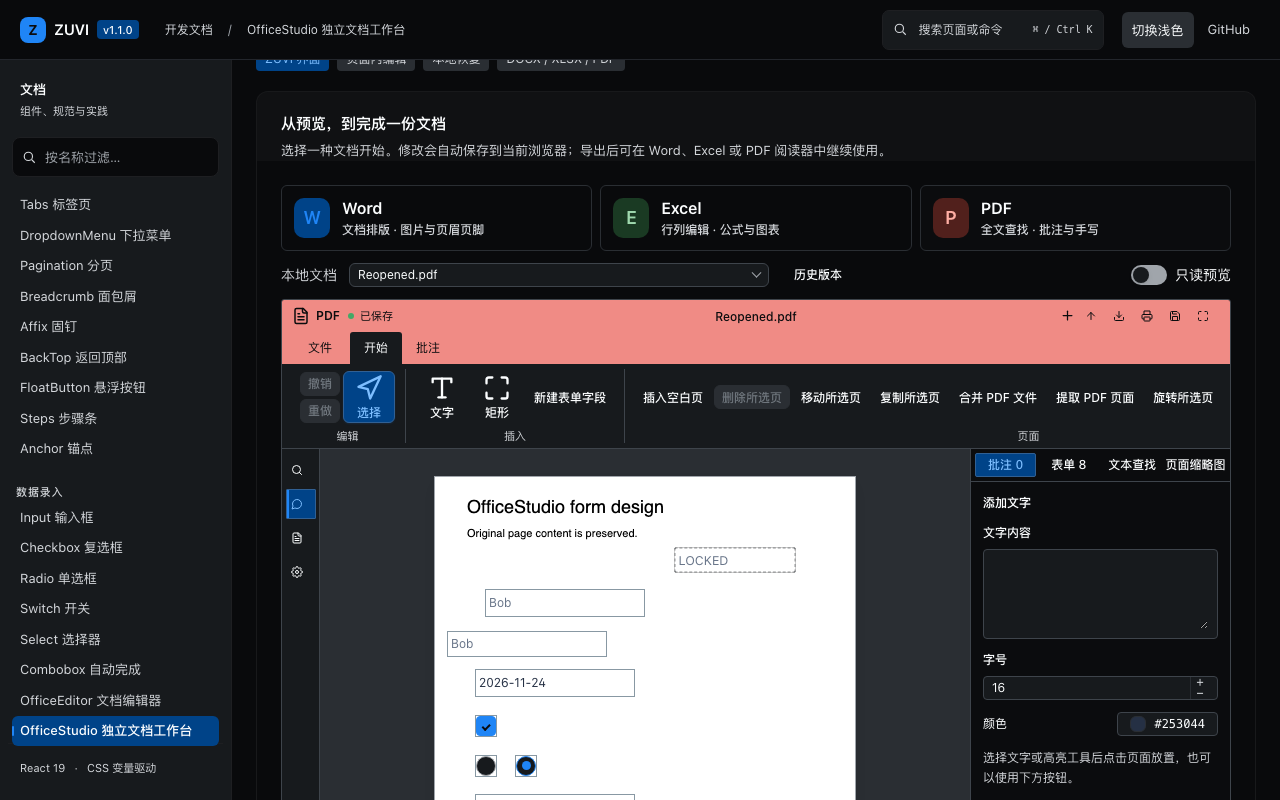 Z ZUVI v1.1.0 开发文档 / OfficeStudio 独立文档工作台 搜索页面或命令 ⌘ / Ctrl K 切换浅色 GitHub
文档
组件、规范与实践
按名称过滤...
Tabs 标签页
DropdownMenu 下拉菜单
Pagination 分页
Breadcrumb 面包屑
Affix 固钉
BackTop 返回顶部
FloatButton 悬浮按钮
Steps 步骤条
Anchor 锚点
数据录入
Input 输入框
Checkbox 复选框
Radio 单选框
Switch 开关
Select 选择器
Combobox 自动完成
OfficeEditor 文档编辑器
OfficeStudio 独立文档工作台
React 19 · CSS 变量驱动
ZUVI 界面 页面内编辑 本地恢复 DOCX / XLSX / PDF
从预览，到完成一份文档
选择一种文档开始。修改会自动保存到当前浏览器；导出后可在 Word、Excel 或 PDF 阅读器中继续使用。
W Word
文档排版 · 图片与页眉页脚
E Excel
行列编辑 · 公式与图表
P PDF
全文查找 · 批注与手写
本地文档 Reopened.pdf 历史版本 只读预览
PDF 已保存 Reopened.pdf
文件 开始 批注
撤销
重做
选择
编辑
文字
矩形
新建表单字段
插入
插入空白页 删除所选页 移动所选页 复制所选页 合并 PDF 文件 提取 PDF 页面 旋转所选页
页面
OfficeStudio form design
Original page content is preserved.
LOCKED
Bob
Bob
2026-11-24
批注 0 表单 8 文本查找 页面缩略图
添加文字
文字内容
字号
16
颜色 #253044
选择文字或高亮工具后点击页面放置，也可
以使用下方按钮。